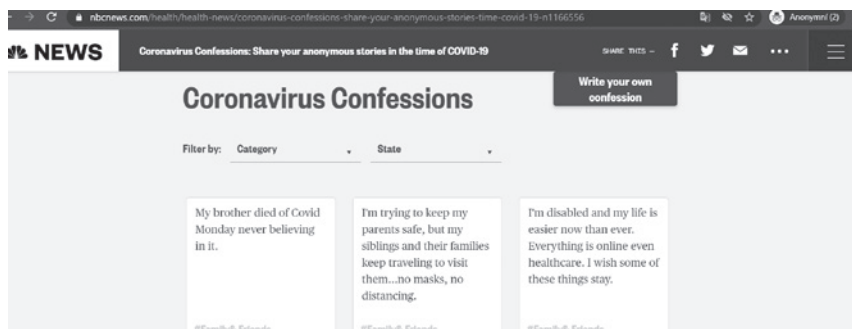 nbcnews.com/health/health-news/coronavirus-confessions-share-your-anonymous-stories-time-covid-19-n1166556
Anonymní (2)
NEWS
Coronavirus Confessions: Share your anonymous stories in the time of COVID-19
SHARE THIS –
Coronavirus Confessions
Write your own
confession
Filter by: Category State
My brother died of Covid
Monday never believing
in it.
I'm trying to keep my
parents safe, but my
siblings and their families
keep traveling to visit
them...no masks, no
distancing.
I'm disabled and my life is
easier now than ever.
Everything is online even
healthcare. I wish some of
these things stay.